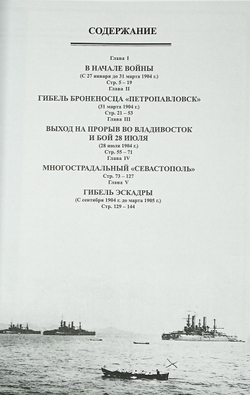 СОДЕРЖАНИЕ
Глава I
В НАЧАЛЕ ВОЙНЫ
(С 27 января до 31 марта 1904 г.)
Стр. 5 – 19
Глава II
ГИБЕЛЬ БРОНЕНОСЦА «ПЕТРОПАВЛОВСК»
(31 марта 1904 г.)
Стр. 21 – 53
Глава III
ВЫХОД НА ПРОРЫВ ВО ВЛАДИВОСТОК
И БОЙ 28 ИЮЛЯ
(28 июля 1904 г.)
Стр. 55 – 71
Глава IV
МНОГОСТРАДАЛЬНЫЙ «СЕВАСТОПОЛЬ»
Стр. 73 – 127
Глава V
ГИБЕЛЬ ЭСКАДРЫ
(С сентября 1904 г. до марта 1905 г.)
Стр. 129 – 144